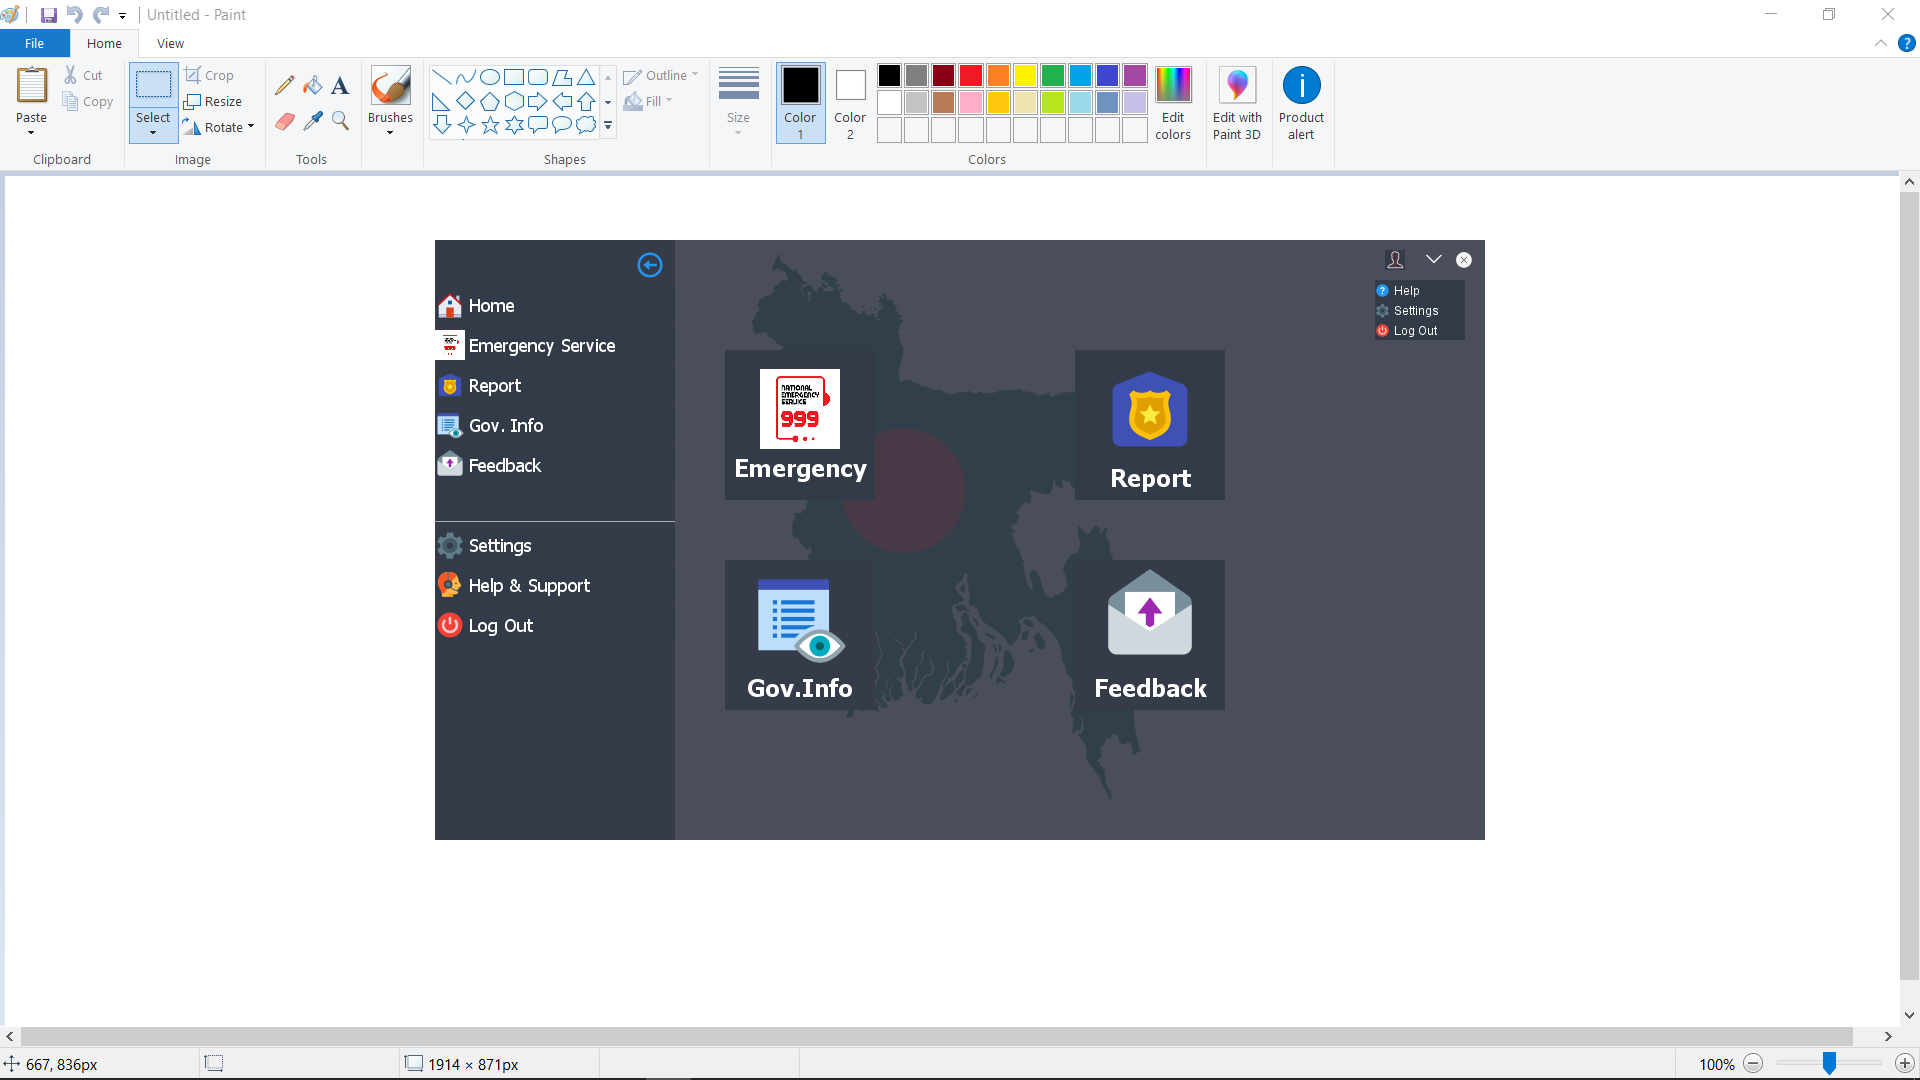 Untitled - Paint
File Home View
Paste
Cut
Copy
Clipboard
Select
Crop
Resize
Rotate
Image
A
Tools
Brushes
Outline
Fill
Shapes
Size
Color
1
Color
2
Edit
colors
Colors
Edit with
Paint 3D
Product
alert
Home
Emergency Service
Report
Gov. Info
Feedback
Settings
Help & Support
Log Out
NATIONAL
EMERGENCY
SERVICE
999
Emergency
Report
Gov.Info
Feedback
Help
Settings
Log Out
667, 836px
1914 × 871px
100%